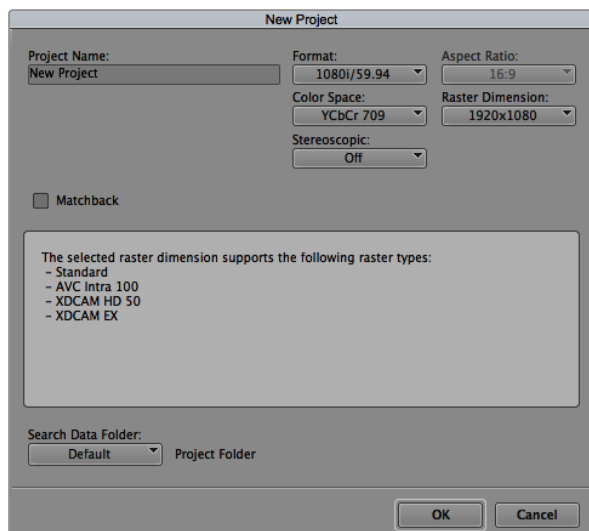 New Project
Project Name:
New Project
Format:
1080i/59.94
Aspect Ratio:
16:9
Color Space:
YCbCr 709
Raster Dimension:
1920x1080
Stereoscopic:
Off
Matchback
The selected raster dimension supports the following raster types:
- Standard
- AVC Intra 100
- XDCAM HD 50
- XDCAM EX
Search Data Folder:
Default
Project Folder
OK
Cancel